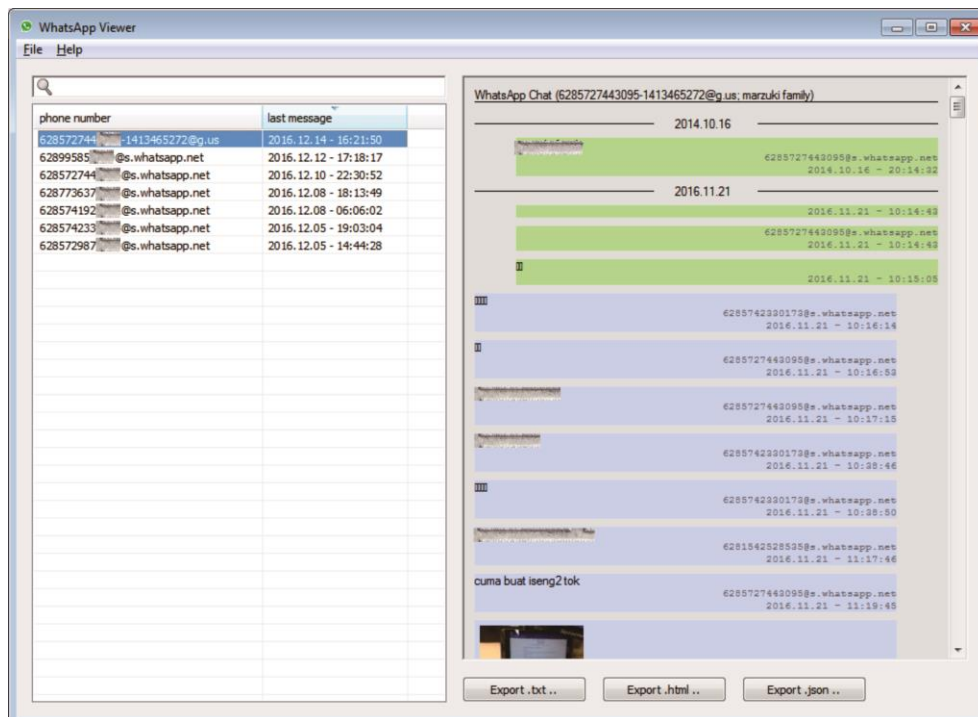 WhatsApp Viewer
File Help
phone number last message
628572744 -1413465272@g.us 2016.12.14 - 16:21:50
62899585 @s.whatsapp.net 2016.12.12 - 17:18:17
628572744 @s.whatsapp.net 2016.12.10 - 22:30:52
628773637 @s.whatsapp.net 2016.12.08 - 18:13:49
628574192 @s.whatsapp.net 2016.12.08 - 06:06:02
628574233 @s.whatsapp.net 2016.12.05 - 19:03:04
628572987 @s.whatsapp.net 2016.12.05 - 14:44:28
WhatsApp Chat (6285727443095-1413465272@g.us; marzuki family)
2014.10.16
6285727443095@s.whatsapp.net
2014.10.16 - 20:14:32
2016.11.21
2016.11.21 - 10:14:43
6285727443095@s.whatsapp.net
2016.11.21 - 10:14:43
2016.11.21 - 10:15:05
6285742330173@s.whatsapp.net
2016.11.21 - 10:16:14
6285727443095@s.whatsapp.net
2016.11.21 - 10:16:53
6285727443095@s.whatsapp.net
2016.11.21 - 10:17:15
6285742330173@s.whatsapp.net
2016.11.21 - 10:38:46
6285742330173@s.whatsapp.net
2016.11.21 - 10:38:50
6281542528535@s.whatsapp.net
2016.11.21 - 11:17:46
cuma buat iseng2 tok
6285727443095@s.whatsapp.net
2016.11.21 - 11:19:45
Export .txt ..
Export .html ..
Export .json ..